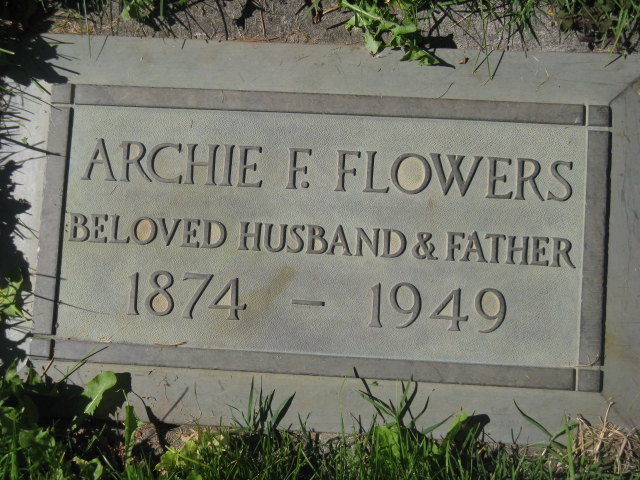 ARCHIE F. FLOWERS
BELOVED HUSBAND & FATHER
1874 - 1949